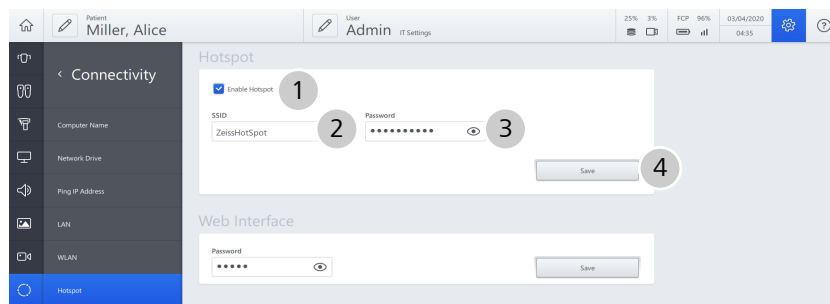 Patient
Miller, Alice
User
Admin IT Settings
25% 3%
FCP 96%
03/04/2020
04:35
?
Connectivity
Computer Name
Network Drive
Ping IP Address
LAN
WLAN
Hotspot
Hotspot
Enable Hotspot
1
SSID
ZeissHotSpot
2
Password
••••••••••
3
Save
4
Web Interface
Password
•••••
Save